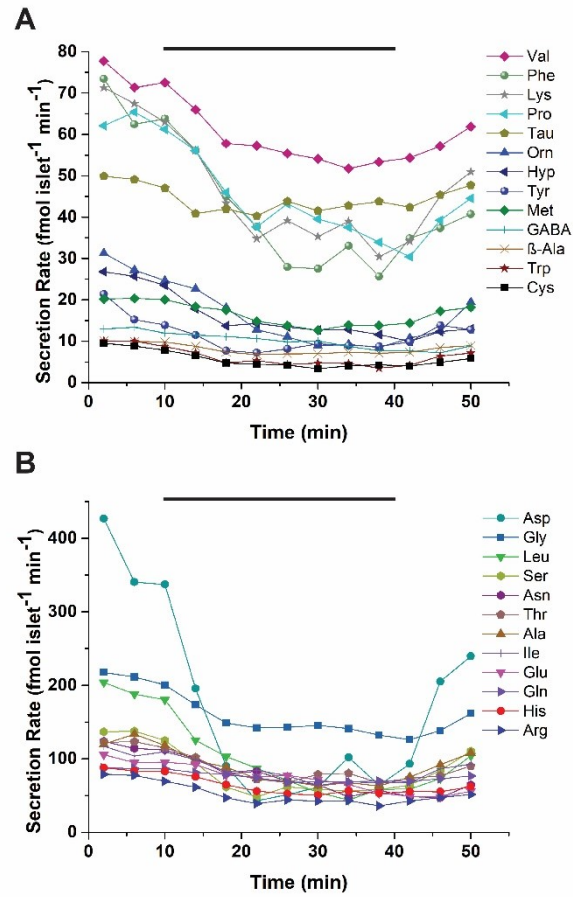 A
80
70
60
50
40
30
20
10
0
Secretion Rate (fmol islet⁻¹ min⁻¹)
0 10 20 30 40 50
Time (min)
Val
Phe
Lys
Pro
Tau
Orn
Hyp
Tyr
Met
GABA
ß-Ala
Trp
Cys
B
400
300
200
100
0
Secretion Rate (fmol islet⁻¹ min⁻¹)
0 10 20 30 40 50
Time (min)
Asp
Gly
Leu
Ser
Asn
Thr
Ala
Ile
Glu
Gln
His
Arg